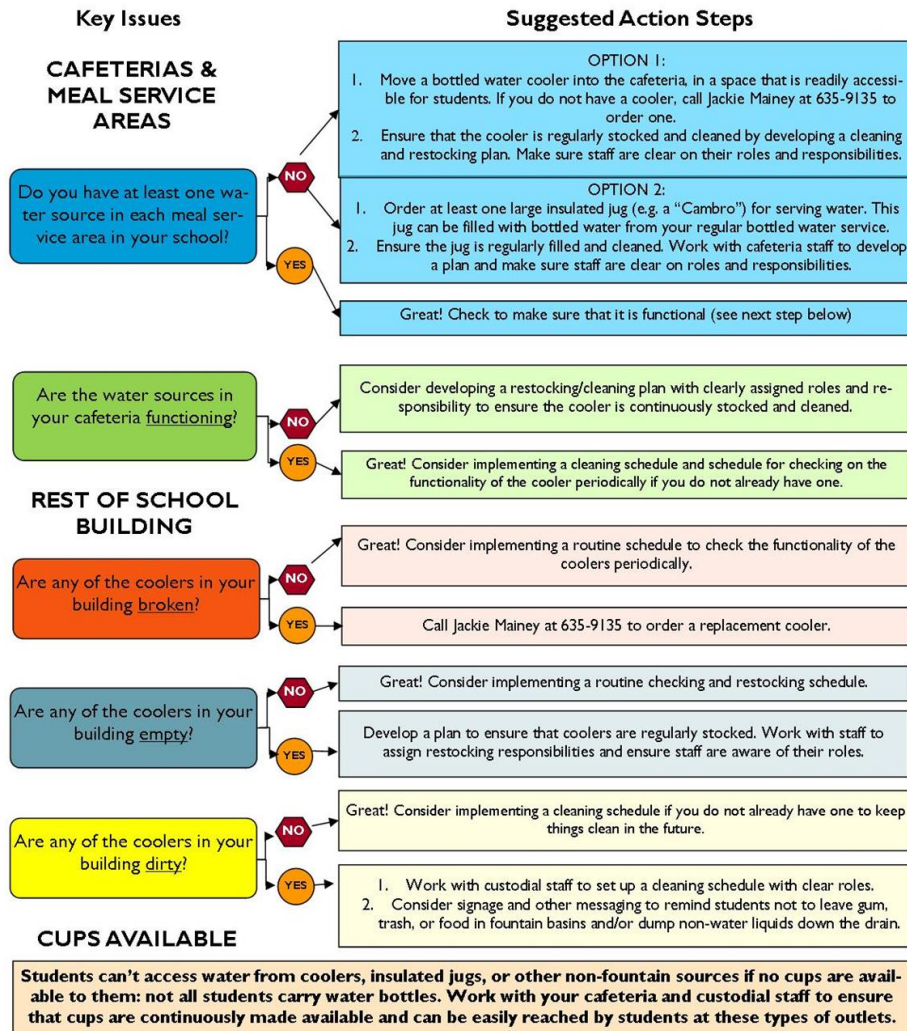 Key Issues
Suggested Action Steps
CAFETERIAS &
MEAL SERVICE
AREAS
Do you have at least one wa-
ter source in each meal ser-
vice area in your school?
NO
OPTION 1:
1. Move a bottled water cooler into the cafeteria, in a space that is readily accessi-
ble for students. If you do not have a cooler, call Jackie Mainey at 635-9135 to
order one.
2. Ensure that the cooler is regularly stocked and cleaned by developing a cleaning
and restocking plan. Make sure staff are clear on their roles and responsibilities.
OPTION 2:
1. Order at least one large insulated jug (e.g. a “Cambro”) for serving water. This
jug can be filled with bottled water from your regular bottled water service.
2. Ensure the jug is regularly filled and cleaned. Work with cafeteria staff to develop
a plan and make sure staff are clear on roles and responsibilities.
YES
Great! Check to make sure that it is functional (see next step below)
Are the water sources in
your cafeteria functioning?
NO
Consider developing a restocking/cleaning plan with clearly assigned roles and re-
sponsibility to ensure the cooler is continuously stocked and cleaned.
YES
Great! Consider implementing a cleaning schedule and schedule for checking on the
functionality of the cooler periodically if you do not already have one.
REST OF SCHOOL
BUILDING
Are any of the coolers in your
building broken?
NO
Great! Consider implementing a routine schedule to check the functionality of the
coolers periodically.
YES
Call Jackie Mainey at 635-9135 to order a replacement cooler.
Are any of the coolers in your
building empty?
NO
Great! Consider implementing a routine checking and restocking schedule.
YES
Develop a plan to ensure that coolers are regularly stocked. Work with staff to
assign restocking responsibilities and ensure staff are aware of their roles.
Are any of the coolers in your
building dirty?
NO
Great! Consider implementing a cleaning schedule if you do not already have one to keep
things clean in the future.
YES
1. Work with custodial staff to set up a cleaning schedule with clear roles.
2. Consider signage and other messaging to remind students not to leave gum,
trash, or food in fountain basins and/or dump non-water liquids down the drain.
CUPS AVAILABLE
Students can’t access water from coolers, insulated jugs, or other non-fountain sources if no cups are avail-
able to them: not all students carry water bottles. Work with your cafeteria and custodial staff to ensure
that cups are continuously made available and can be easily reached by students at these types of outlets.